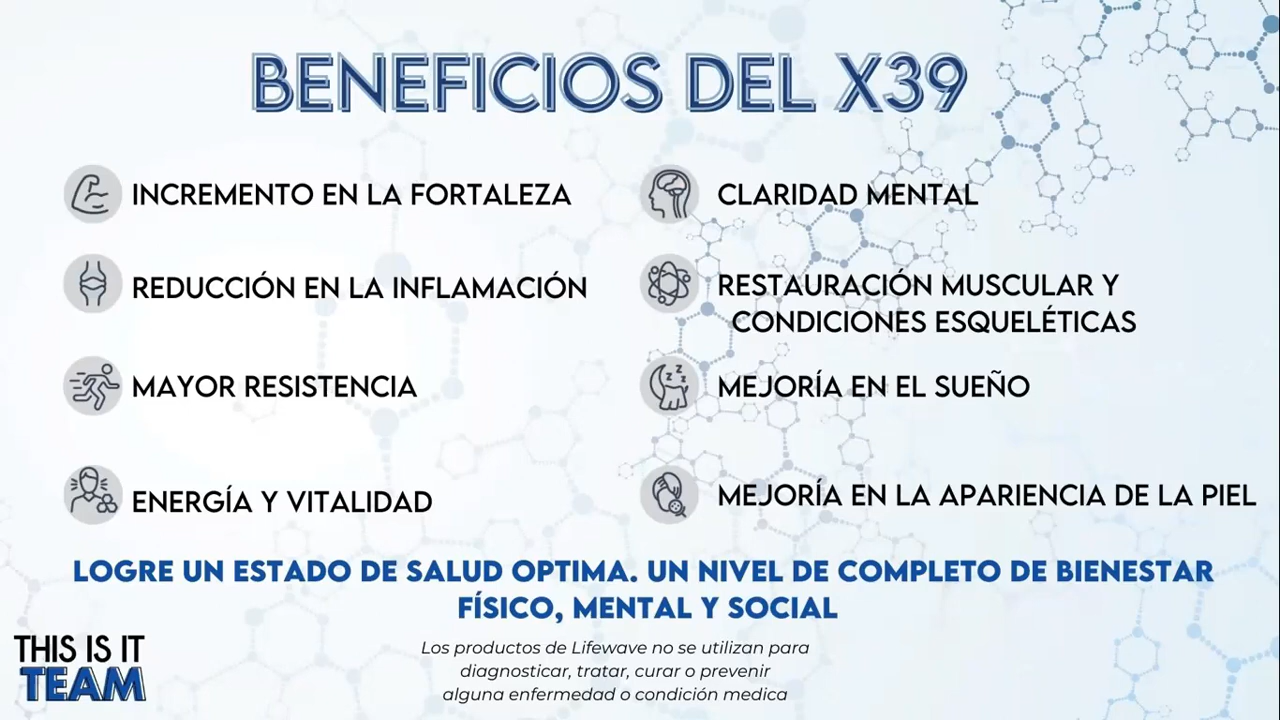 BENEFICIOS DEL X39
INCREMENTO EN LA FORTALEZA
REDUCCIÓN EN LA INFLAMACIÓN
MAYOR RESISTENCIA
ENERGÍA Y VITALIDAD
CLARIDAD MENTAL
RESTAURACIÓN MUSCULAR Y
CONDICIONES ESQUELÉTICAS
MEJORÍA EN EL SUEÑO
MEJORÍA EN LA APARIENCIA DE LA PIEL
LOGRE UN ESTADO DE SALUD OPTIMA. UN NIVEL DE COMPLETO DE BIENESTAR
FÍSICO, MENTAL Y SOCIAL
Los productos de Lifewave no se utilizan para
diagnosticar, tratar, curar o prevenir
alguna enfermedad o condición medica
THIS IS IT
TEAM